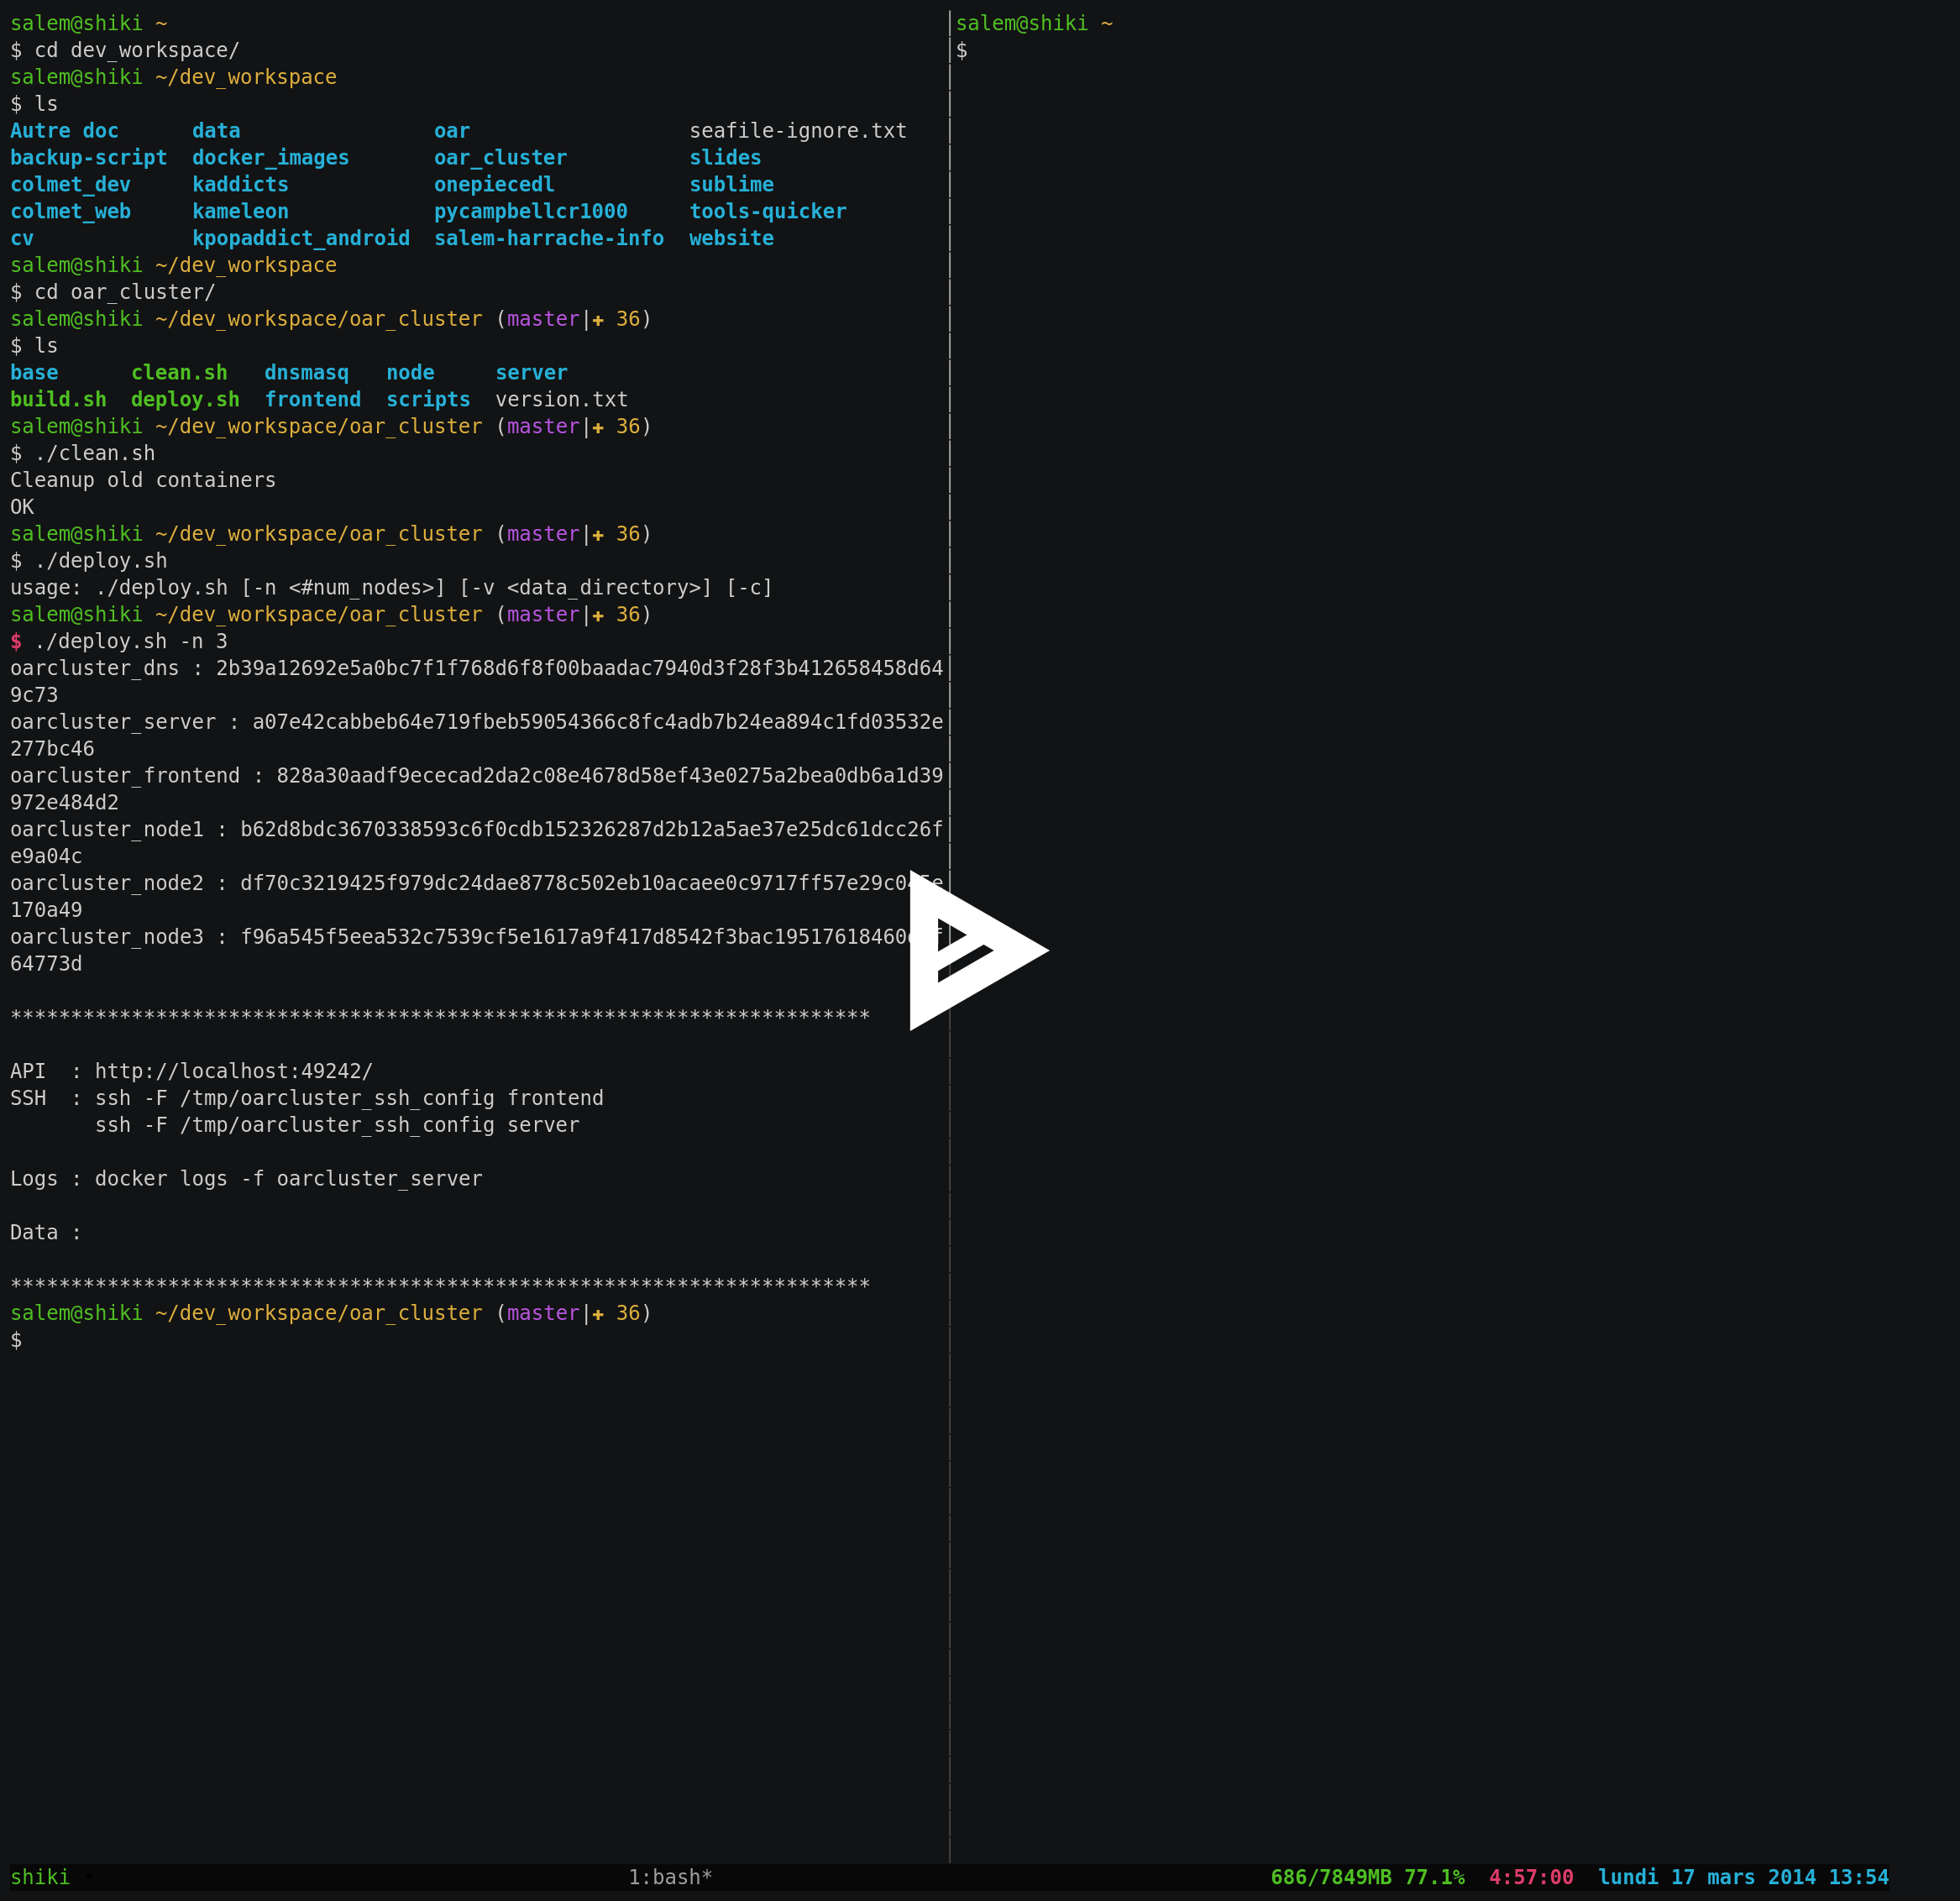 salem@shiki ~
$ cd dev_workspace/
salem@shiki ~/dev_workspace
$ ls
Autre doc      data                oar                  seafile-ignore.txt
backup-script  docker_images       oar_cluster          slides
colmet_dev     kaddicts            onepiecedl           sublime
colmet_web     kameleon            pycampbellcr1000     tools-quicker
cv             kpopaddict_android  salem-harrache-info  website
salem@shiki ~/dev_workspace
$ cd oar_cluster/
salem@shiki ~/dev_workspace/oar_cluster (master|✚ 36)
$ ls
base      clean.sh   dnsmasq   node     server
build.sh  deploy.sh  frontend  scripts  version.txt
salem@shiki ~/dev_workspace/oar_cluster (master|✚ 36)
$ ./clean.sh
Cleanup old containers
OK
salem@shiki ~/dev_workspace/oar_cluster (master|✚ 36)
$ ./deploy.sh
usage: ./deploy.sh [-n <#num_nodes>] [-v <data_directory>] [-c]
salem@shiki ~/dev_workspace/oar_cluster (master|✚ 36)
$ ./deploy.sh -n 3
oarcluster_dns : 2b39a12692e5a0bc7f1f768d6f8f00baadac7940d3f28f3b412658458d64
9c73
oarcluster_server : a07e42cabbeb64e719fbeb59054366c8fc4adb7b24ea894c1fd03532e
277bc46
oarcluster_frontend : 828a30aadf9ececad2da2c08e4678d58ef43e0275a2bea0db6a1d39
972e484d2
oarcluster_node1 : b62d8bdc3670338593c6f0cdb152326287d2b12a5ae37e25dc61dcc26f
e9a04c
oarcluster_node2 :
170a49
oarcluster_node3 :
64773d
***********************************************************************
API  : http://localhost:49242/
SSH  : ssh -F /tmp/oarcluster_ssh_config frontend
       ssh -F /tmp/oarcluster_ssh_config server
Logs : docker logs -f oarcluster_server
Data :
***********************************************************************
salem@shiki ~/dev_workspace/oar_cluster (master|✚ 36)
$
salem@shiki ~
$
shiki • 1:bash* 686/7849MB 77.1% 4:57:00 lundi 17 mars 2014 13:54